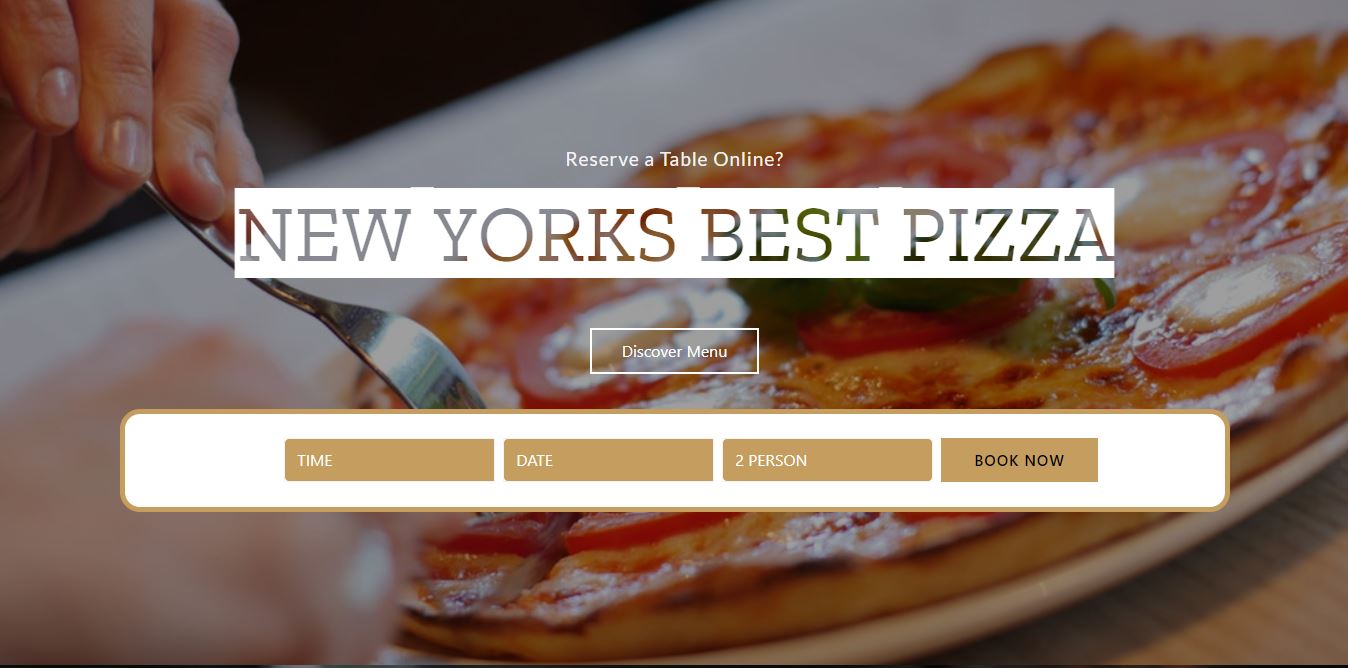 Reserve a Table Online?
NEW YORKS BEST PIZZA
Discover Menu
TIME DATE 2 PERSON BOOK NOW